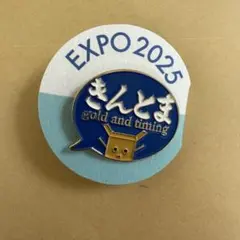 EXPO 2025
きんとま
gold and timing